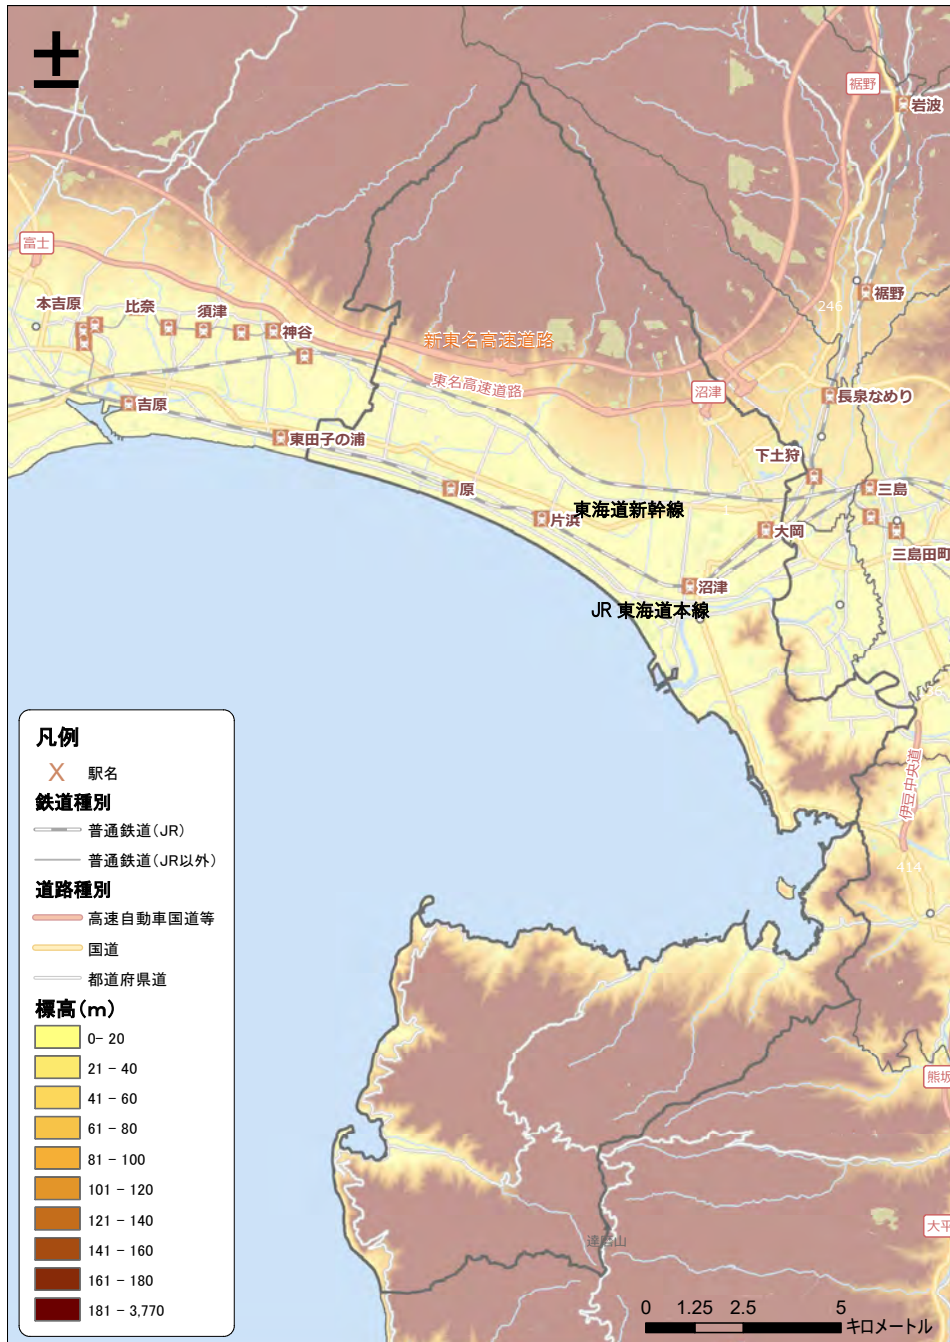 裾野
岩波
富士
裾野
246
本吉原
比奈
須津
神谷
新東名高速道路
東名高速道路
沼津
長泉なめり
吉原
東田子の浦
下土狩
原
三島
片浜
東海道新幹線
大岡
三島田町
沼津
JR 東海道本線
伊豆中央道
414
熊坂
大平
達磨山
凡例
駅名
鉄道種別
普通鉄道(JR)
普通鉄道(JR以外)
道路種別
高速自動車国道等
国道
都道府県道
標高(m)
0- 20
21 - 40
41 - 60
61 - 80
81 - 100
101 - 120
121 - 140
141 - 160
161 - 180
181 - 3,770
0 1.25 2.5 5
キロメートル